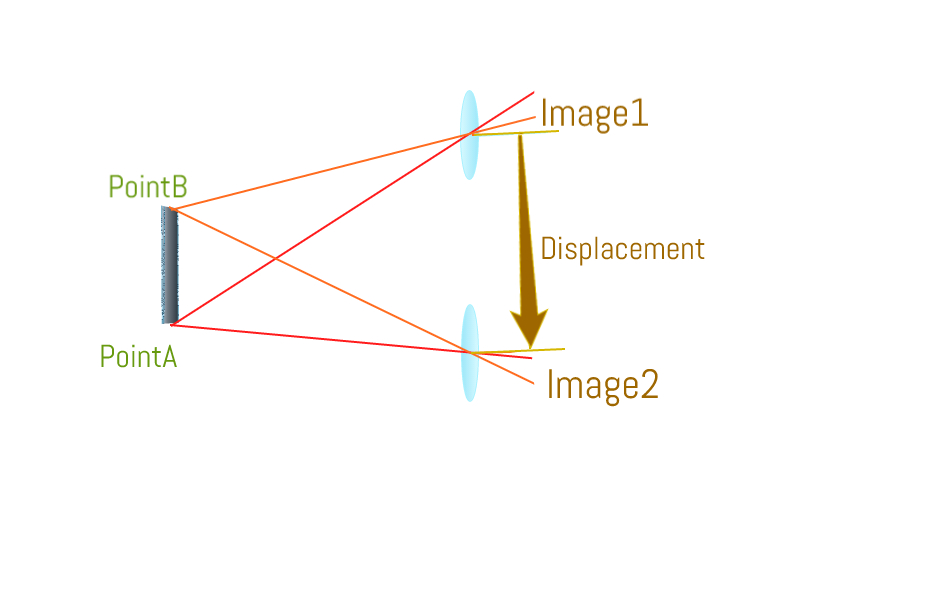 Image1
PointB
Displacement
PointA
Image2